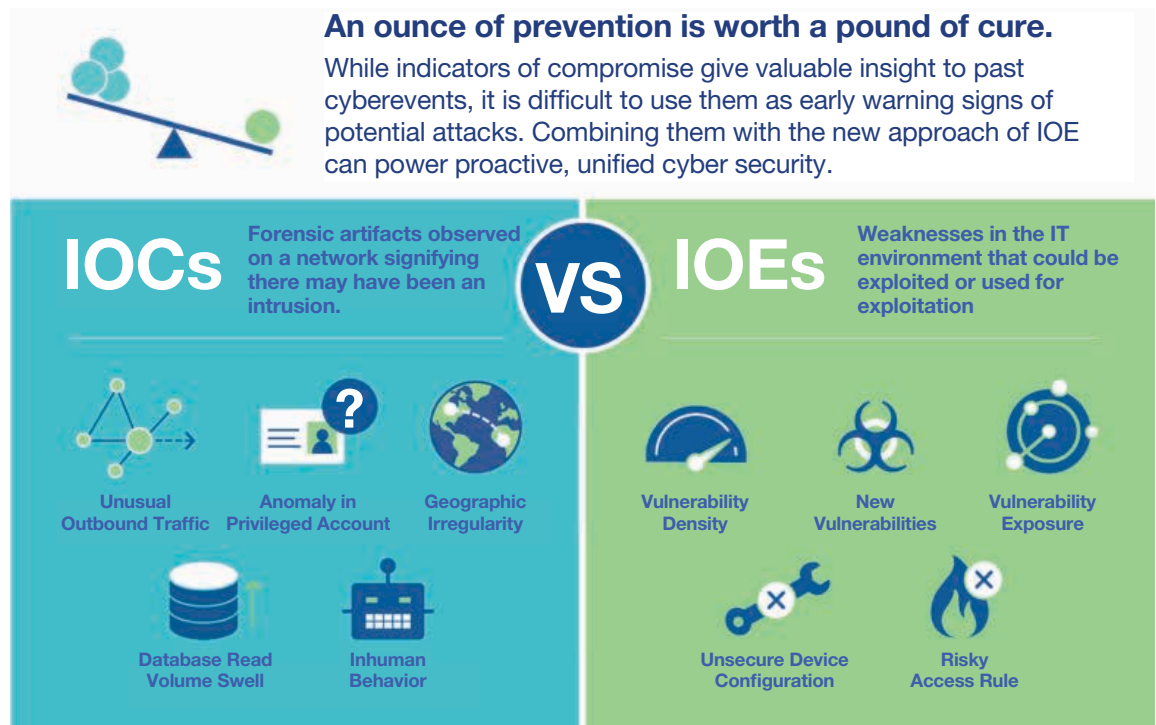 An ounce of prevention is worth a pound of cure.
While indicators of compromise give valuable insight to past
cyberevents, it is difficult to use them as early warning signs of
potential attacks. Combining them with the new approach of IOE
can power proactive, unified cyber security.
IOCs
Forensic artifacts observed
on a network signifying
there may have been an
intrusion.
VS
IOEs
Weaknesses in the IT
environment that could be
exploited or used for
exploitation
?
Unusual
Outbound Traffic
Anomaly in
Privileged Account
Geographic
Irregularity
Database Read
Volume Swell
Inhuman
Behavior
Vulnerability
Density
New
Vulnerabilities
Vulnerability
Exposure
Unsecure Device
Configuration
Risky
Access Rule